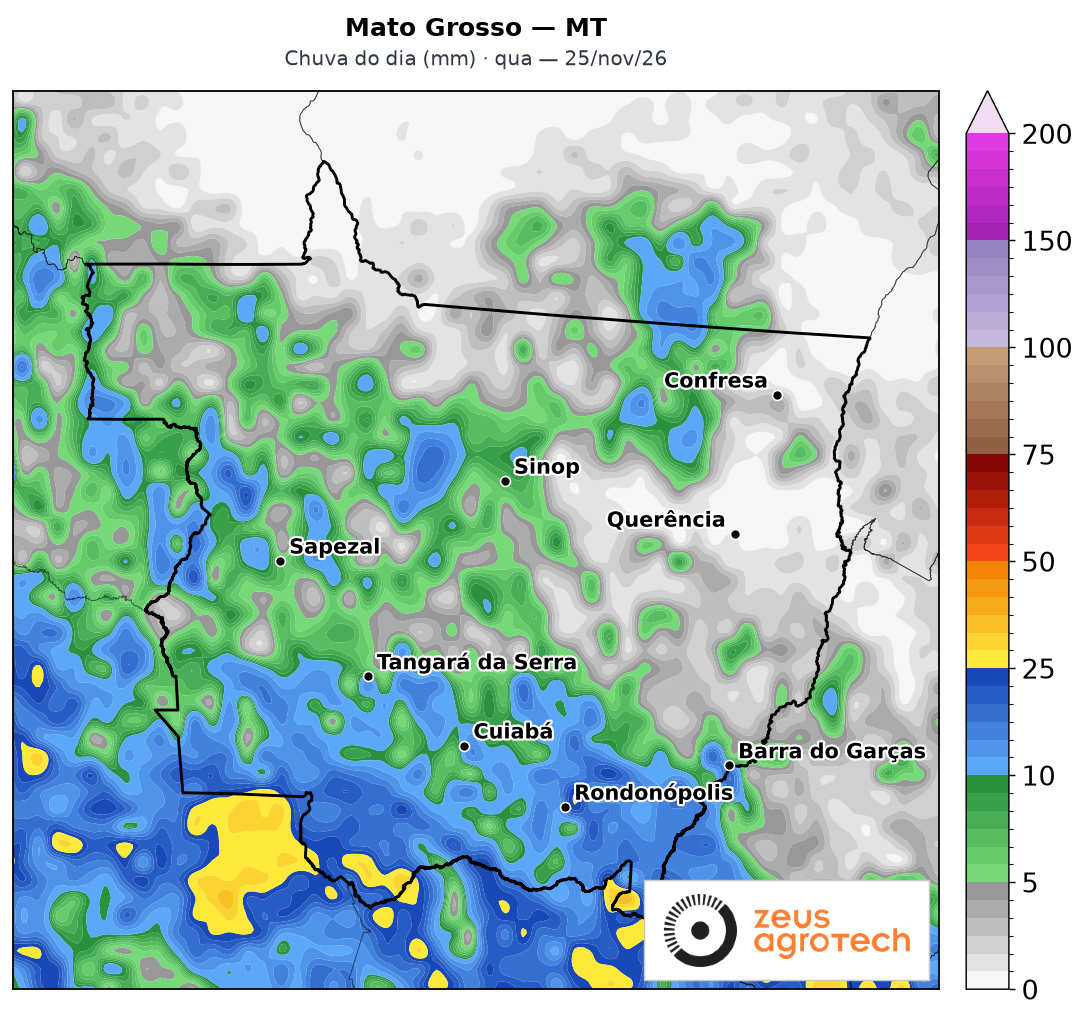 Mato Grosso — MT
Chuva do dia (mm) · qua — 25/nov/26
200
150
100
75
50
25
10
5
0
Confresa
Sinop
Querência
Sapezal
Tangará da Serra
Cuiabá
Barra do Garças
Rondonópolis
zeus
agrotech